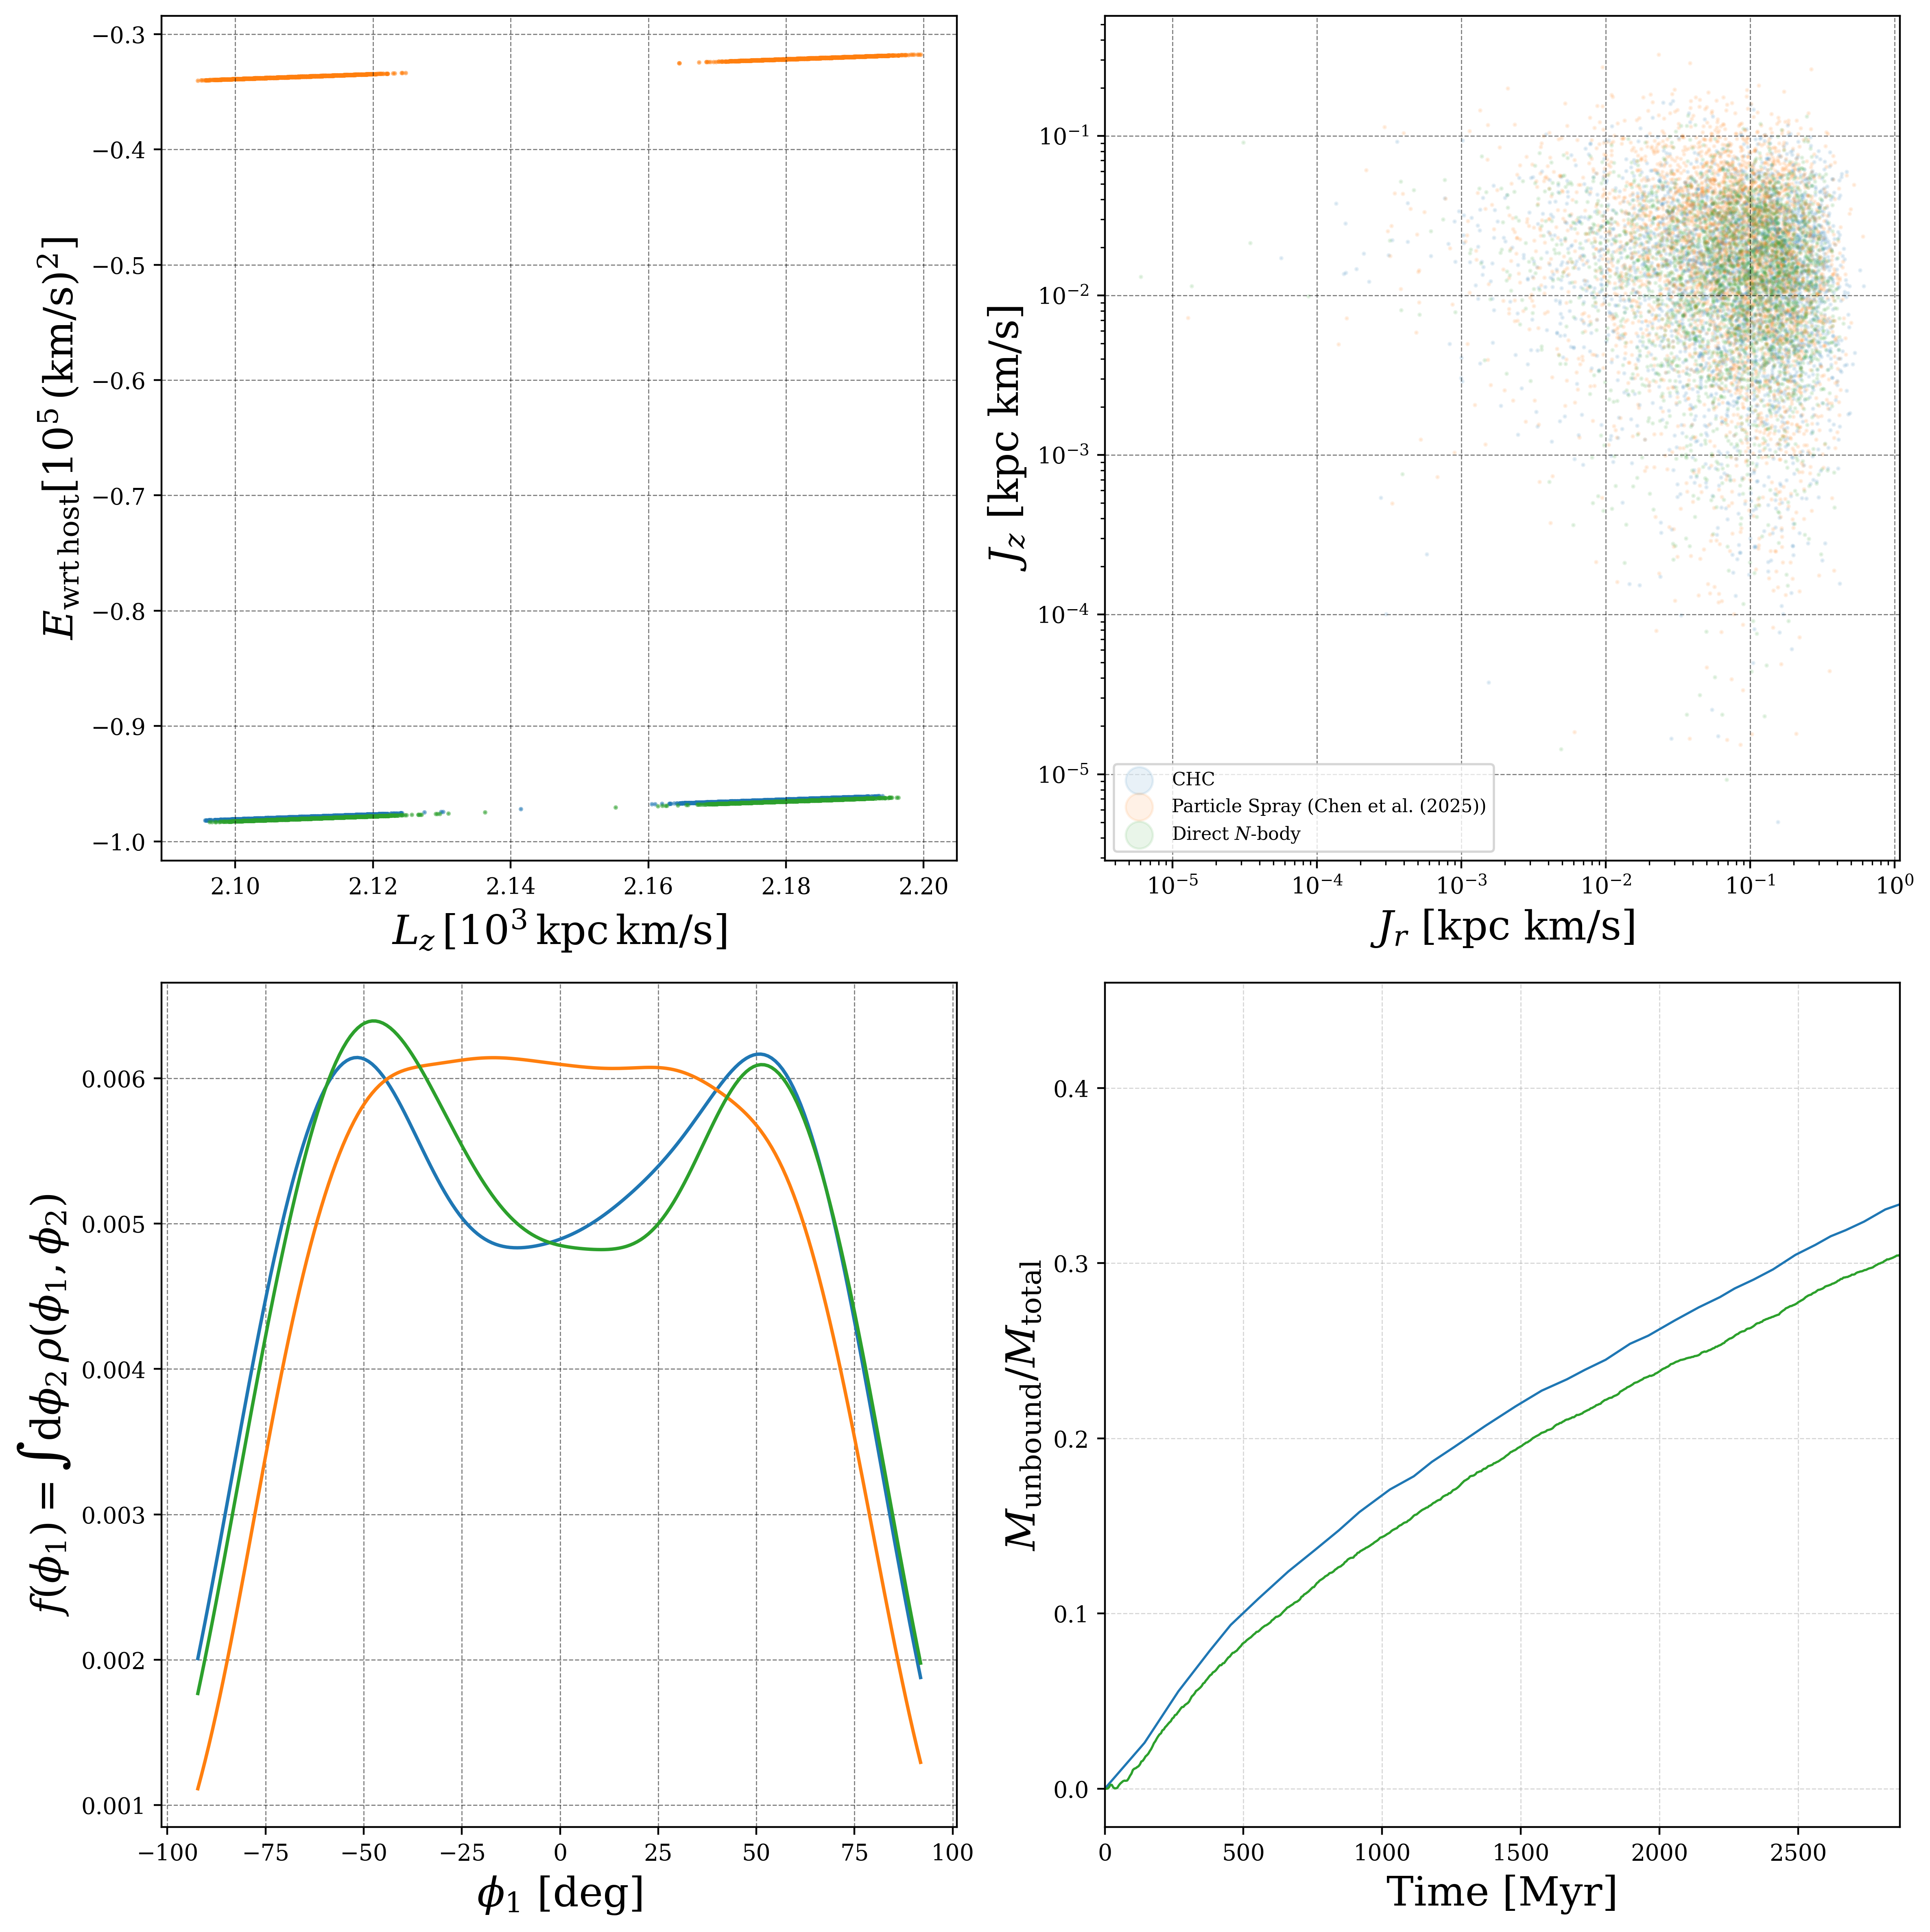 −0.3
−0.4
−0.5
−0.6
−0.7
−0.8
−0.9
−1.0
E_wrt host [10^5 (km/s)^2]
2.10 2.12 2.14 2.16 2.18 2.20
L_z [10^3 kpc km/s]
10^−1
10^−2
10^−3
10^−4
10^−5
J_z [kpc km/s]
CHC
Particle Spray (Chen et al. (2025))
Direct N-body
10^−5 10^−4 10^−3 10^−2 10^−1 10^0
J_r [kpc km/s]
0.006
0.005
0.004
0.003
0.002
0.001
f(ϕ_1) = ∫dϕ_2 ρ(ϕ_1, ϕ_2)
−100 −75 −50 −25 0 25 50 75 100
ϕ_1 [deg]
0.4
0.3
0.2
0.1
0.0
M_unbound/M_total
0 500 1000 1500 2000 2500
Time [Myr]